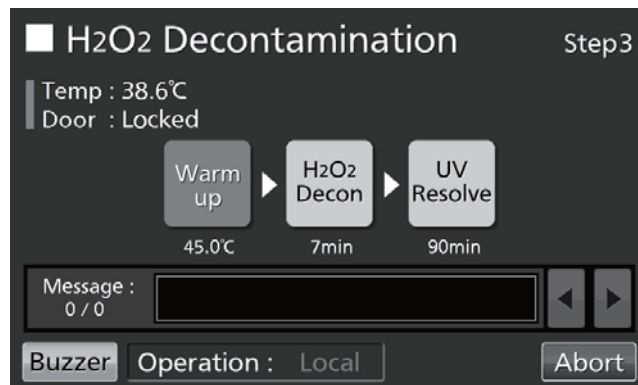 H2O2 Decontamination
Step3
Temp : 38.6℃
Door : Locked
Warm up
H2O2 Decon
UV Resolve
45.0℃
7min
90min
Message :
0 / 0
Buzzer
Operation : Local
Abort